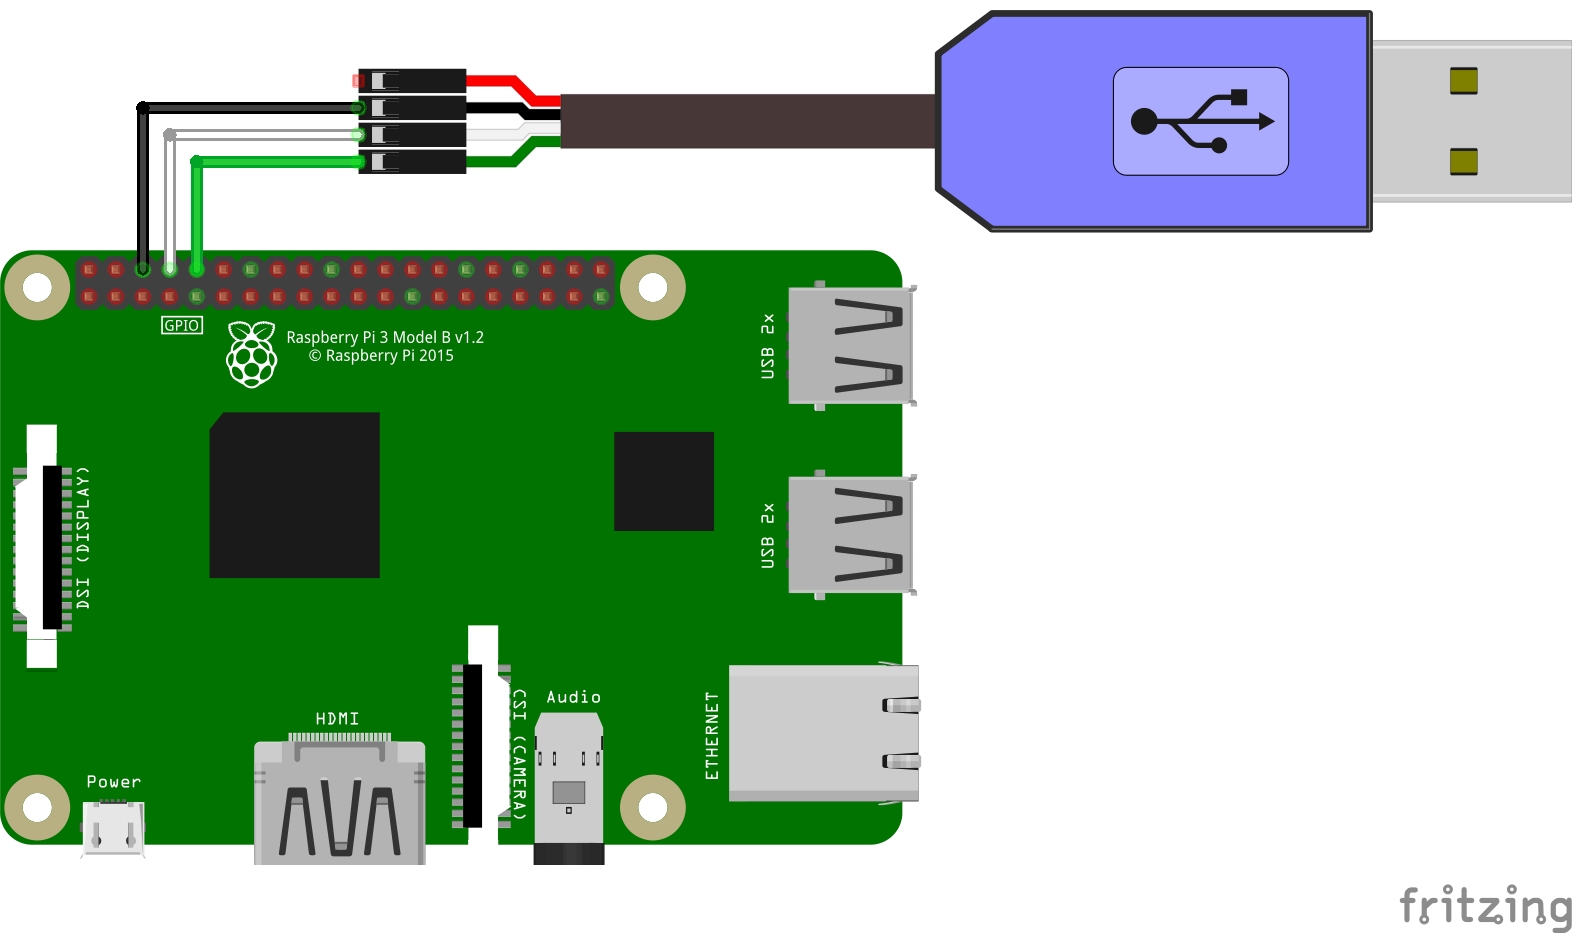 GPIO
Raspberry Pi 3 Model B v1.2
© Raspberry Pi 2015
USB 2x
USB 2x
DSI (DISPLAY)
CSI (CAMERA)
Audio
ETHERNET
HDMI
Power
fritzing